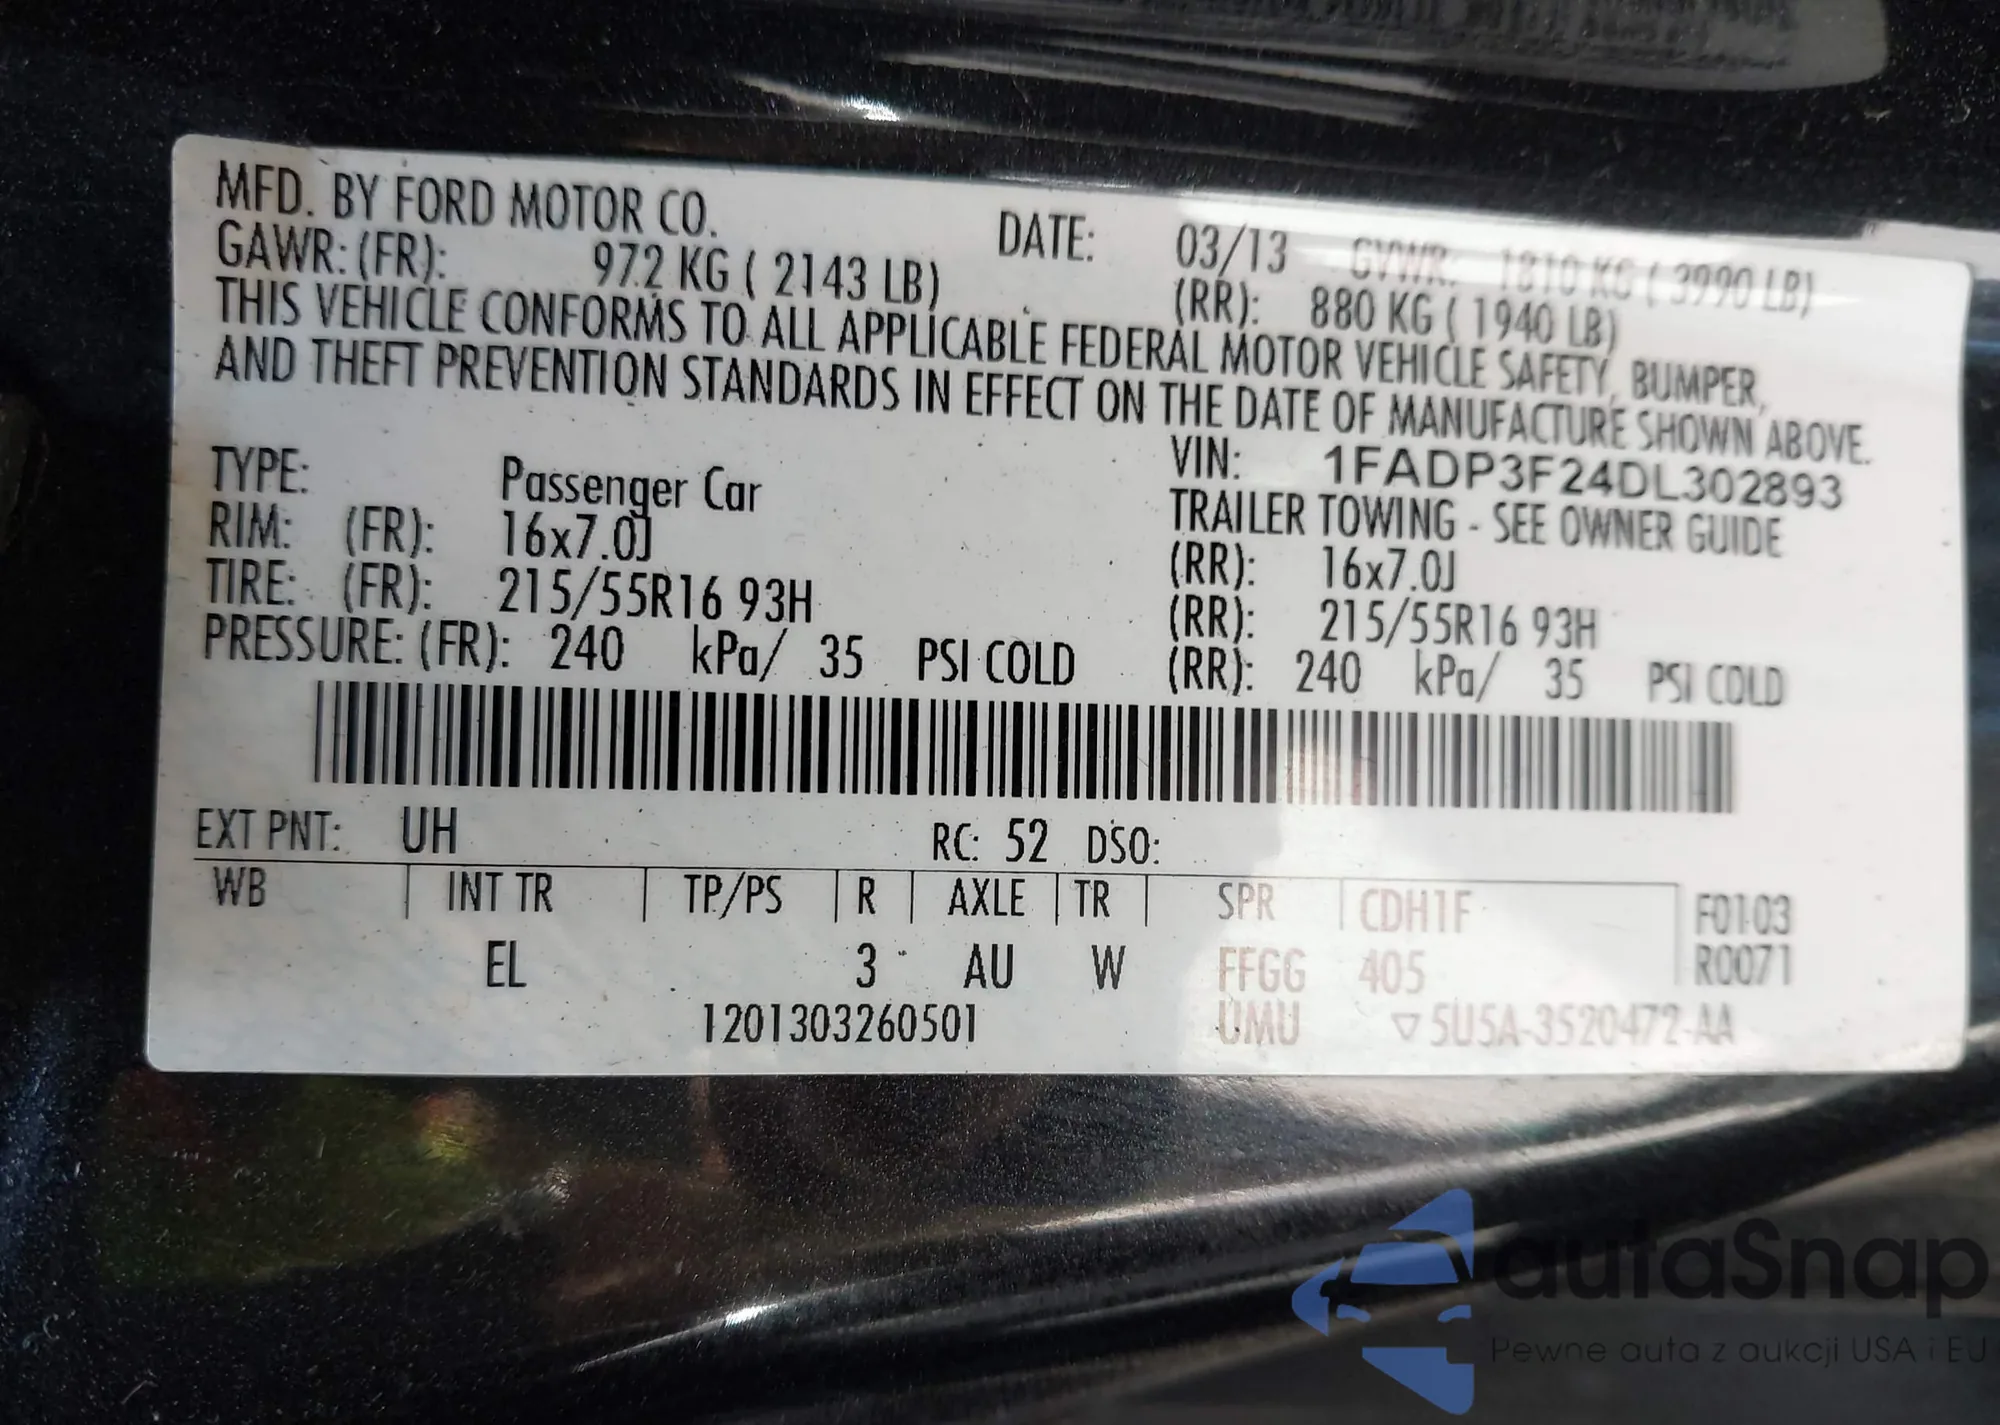 MFD. BY FORD MOTOR CO. DATE: 03/13 GVWR: 1810 KG ( 3990 LB)
GAWR: (FR): 972 KG ( 2143 LB) (RR): 880 KG ( 1940 LB)
THIS VEHICLE CONFORMS TO ALL APPLICABLE FEDERAL MOTOR VEHICLE SAFETY, BUMPER,
AND THEFT PREVENTION STANDARDS IN EFFECT ON THE DATE OF MANUFACTURE SHOWN ABOVE.
VIN: 1FADP3F24DL302893
TYPE: Passenger Car TRAILER TOWING - SEE OWNER GUIDE
RIM: (FR): 16x7.0J (RR): 16x7.0J
TIRE: (FR): 215/55R16 93H (RR): 215/55R16 93H
PRESSURE: (FR): 240 kPa/ 35 PSI COLD (RR): 240 kPa/ 35 PSI COLD
EXT PNT: UH RC: 52 DSO:
WB INT TR TP/PS R AXLE TR SPR CDH1F F0103
EL 3 AU W FFGG 405 R0071
1201303260501 UMU ▽5U5A-3520472-AA
autaSnap
Pewne auta z aukcji USA i EU